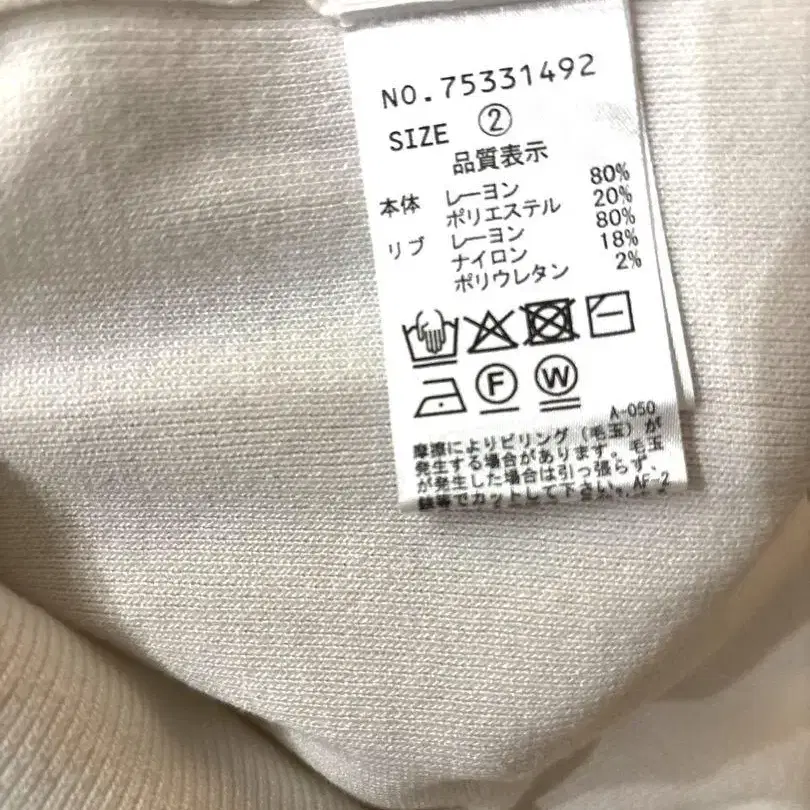 NO.75331492
SIZE ②
品質表示
本体 レーヨン 80%
ポリエステル 20%
リブ レーヨン 80%
ナイロン 18%
ポリウレタン 2%
F W
A-050
摩擦によりピリング(毛玉)が
発生する場合があります。毛玉
が発生した場合は引っ張らず、
鋏等でカットして下さい。AF-2